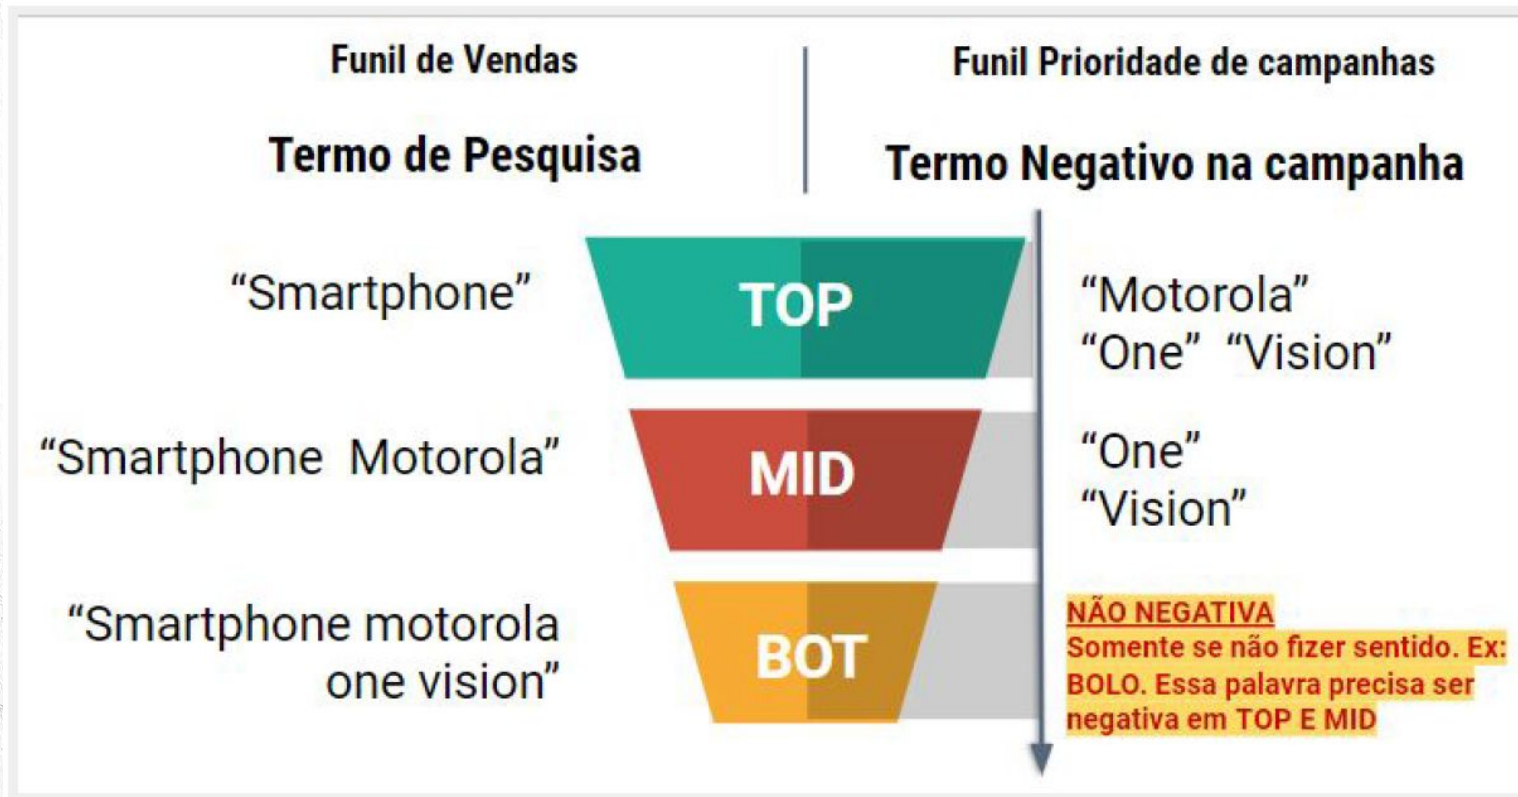 Funil de Vendas
Funil Prioridade de campanhas
Termo de Pesquisa
Termo Negativo na campanha
“Smartphone”
TOP
“Motorola”
“One” “Vision”
“Smartphone Motorola”
MID
“One”
“Vision”
“Smartphone motorola
one vision”
BOT
NÃO NEGATIVA
Somente se não fizer sentido. Ex:
BOLO. Essa palavra precisa ser
negativa em TOP E MID